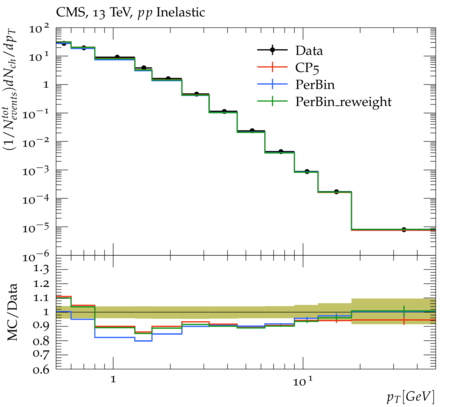 CMS, 13 TeV, pp Inelastic
(1/N^{tot}_{events})dN_{ch}/dp_T
10^2
10^1
1
10^{-1}
10^{-2}
10^{-3}
10^{-4}
10^{-5}
10^{-6}
Data
CP5
PerBin
PerBin_reweight
MC/Data
1.3
1.2
1.1
1
0.9
0.8
0.7
0.6
1
10^1
p_T[GeV]